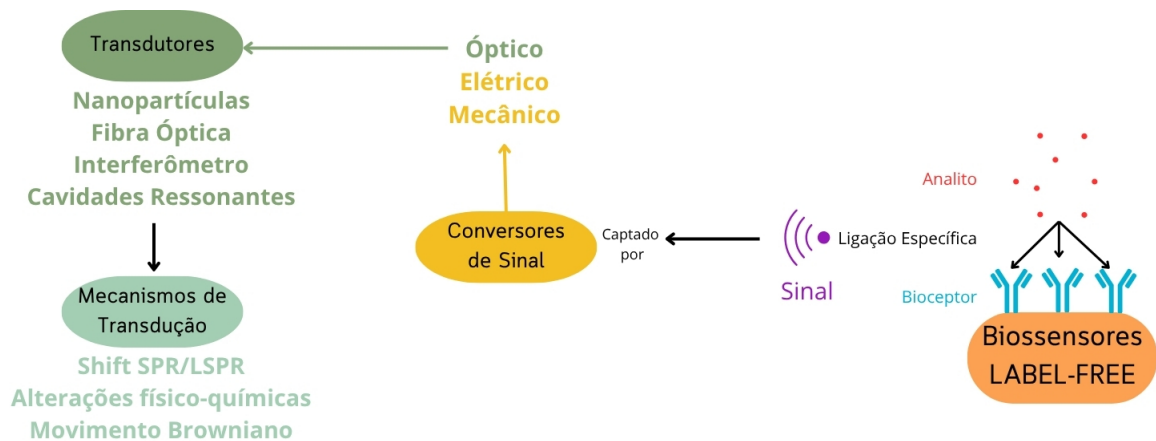 Transdutores
Nanopartículas
Fibra Óptica
Interferômetro
Cavidades Ressonantes
Mecanismos de
Transdução
Shift SPR/LSPR
Alterações físico-químicas
Movimento Browniano
Óptico
Elétrico
Mecânico
Conversores
de Sinal
Captado
por
Sinal
Ligação Específica
Analito
Bioceptor
Biossensores
LABEL-FREE